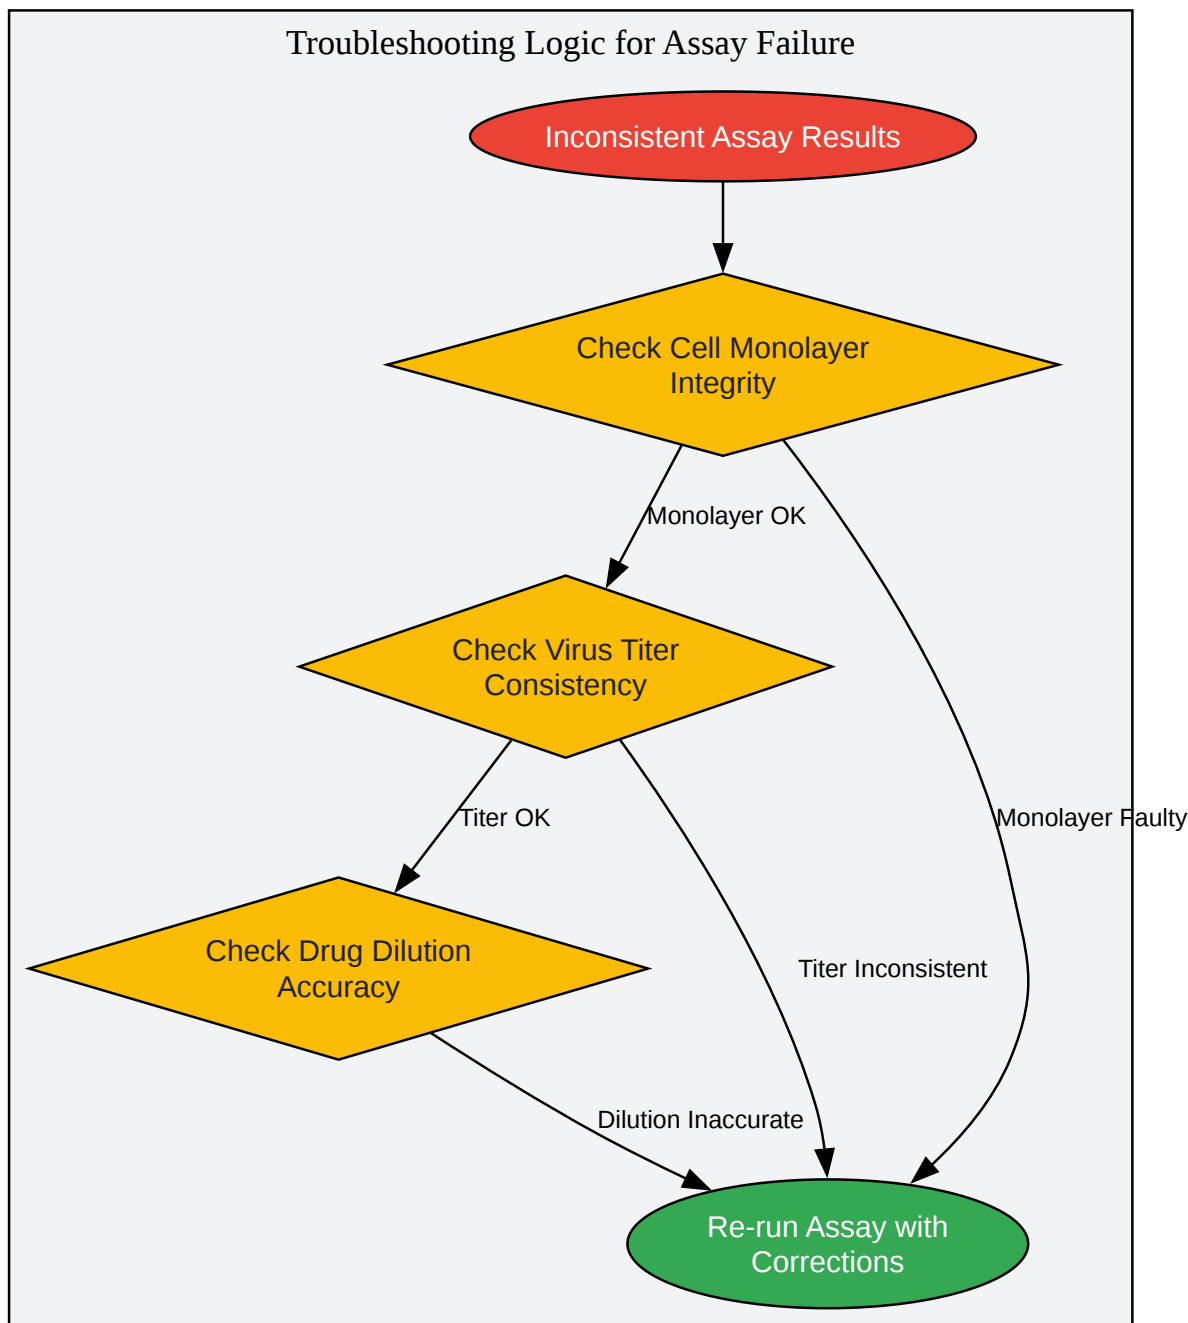 Troubleshooting Logic for Assay Failure
Inconsistent Assay Results
Check Cell Monolayer
Integrity
Monolayer OK
Check Virus Titer
Consistency
Titer OK
Monolayer Faulty
Check Drug Dilution
Accuracy
Titer Inconsistent
Dilution Inaccurate
Re-run Assay with
Corrections